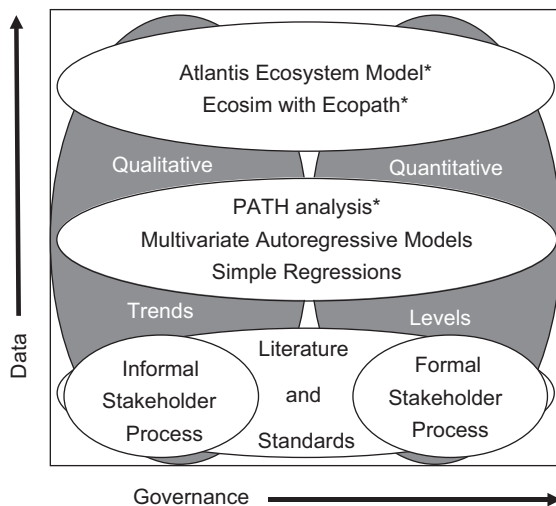 Atlantis Ecosystem Model*
Ecosim with Ecopath*
Qualitative
Quantitative
PATH analysis*
Multivariate Autoregressive Models
Simple Regressions
Trends
Levels
Informal
Stakeholder
Process
Literature
and
Standards
Formal
Stakeholder
Process
Data
Governance